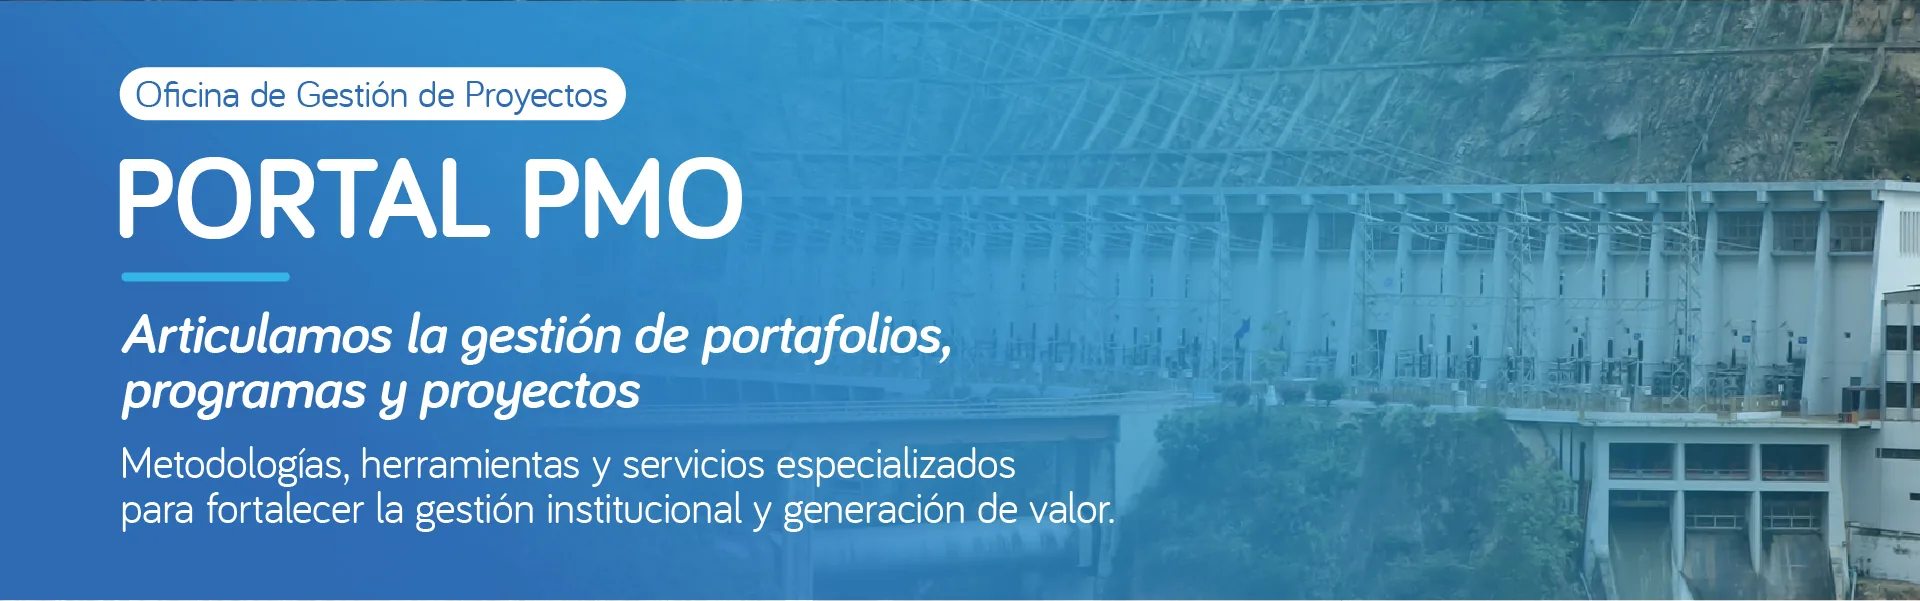 Oficina de Gestión de Proyectos
PORTAL PMO
Articulamos la gestión de portafolios,
programas y proyectos
Metodologías, herramientas y servicios especializados
para fortalecer la gestión institucional y generación de valor.